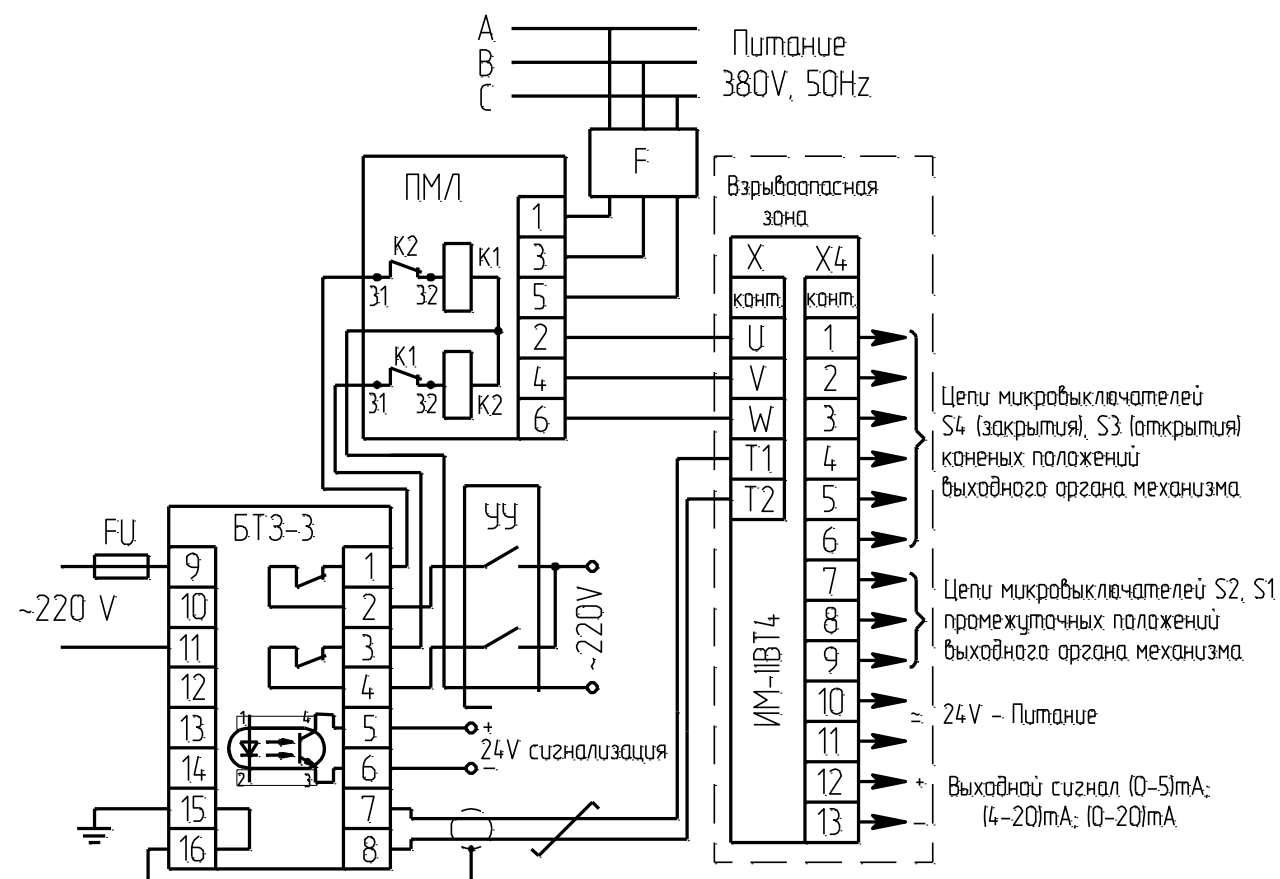 A
B
C
Питание
380V, 50Hz
F
ПМЛ
K2
K1
31
32
K1
K2
31
32
1
3
5
2
4
6
Взрывоопасная
зона
X
X4
конт.
конт.
U
V
W
T1
T2
1
2
3
4
5
6
7
8
9
10
11
12
13
ИМ-IIВТ4
Цепи микровыключателей
S4 (закрытия), S3 (открытия)
коненых положений
выходного органа механизма
Цепи микровыключателей S2, S1
промежуточных положений
выходного органа механизма
≂ 24V - Питание
+ Выходной сигнал (0-5)mA;
- (4-20)mA; (0-20)mA
FU
~220 V
БТЗ-3
9
10
11
12
13
14
15
16
1
2
3
4
5
6
7
8
1
4
2
3
УУ
~220V
+
24V сигнализация
-